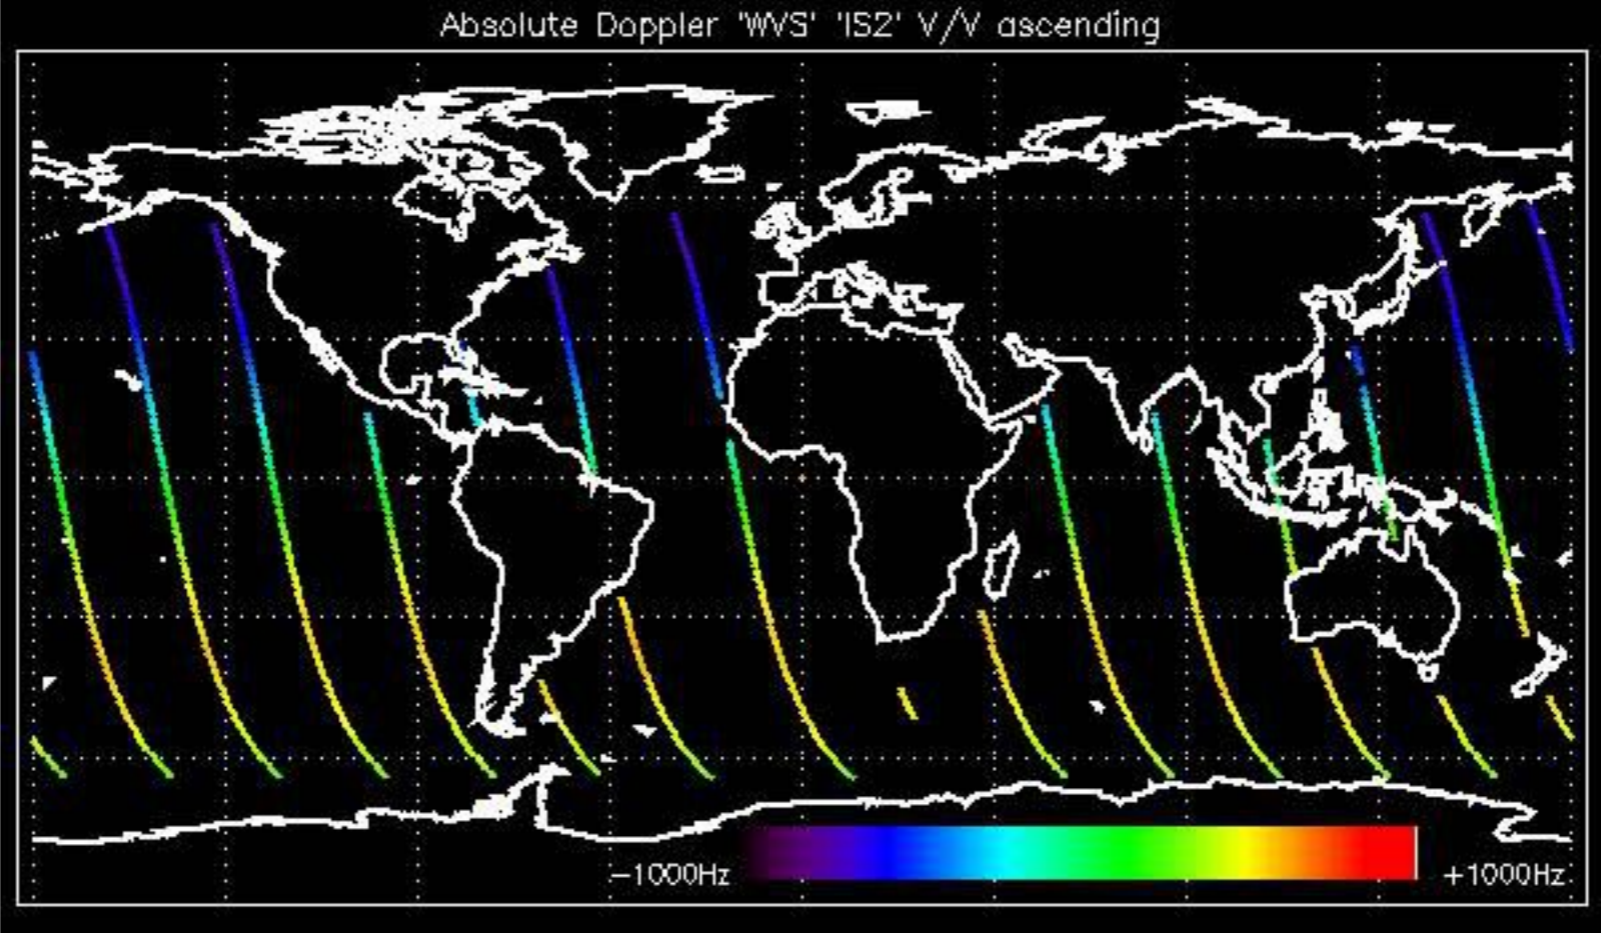 Absolute Doppler 'WVS' 'IS2' V/V ascending
-1000Hz
+1000Hz